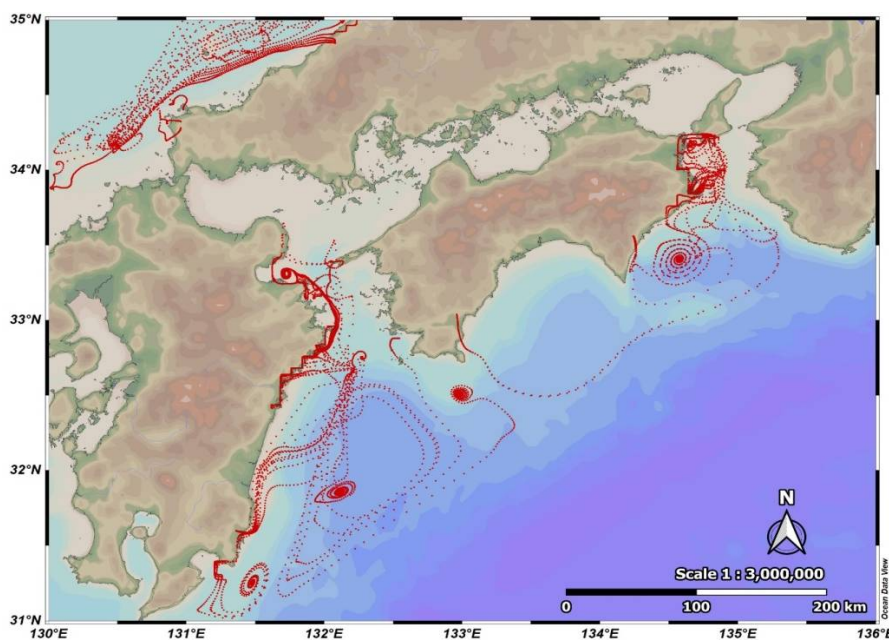 35°N
34°N
33°N
32°N
31°N
N
Scale 1 : 3,000,000
0 100 200 km
Ocean Data View
130°E 131°E 132°E 133°E 134°E 135°E 136°E